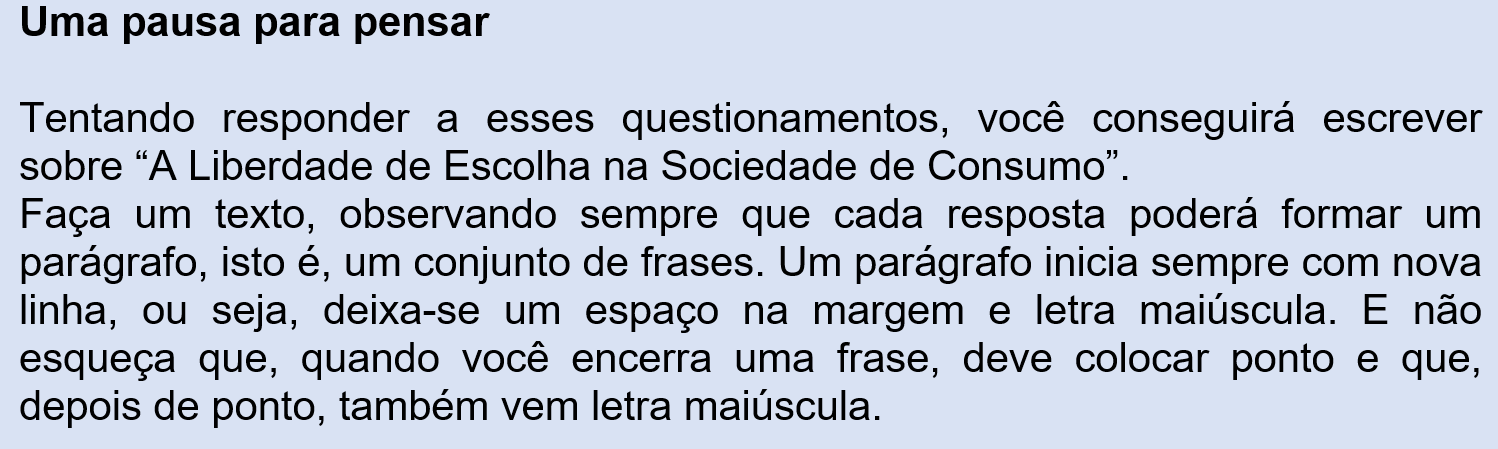 Uma pausa para pensar
Tentando responder a esses questionamentos, você conseguirá escrever
sobre “A Liberdade de Escolha na Sociedade de Consumo”.
Faça um texto, observando sempre que cada resposta poderá formar um
parágrafo, isto é, um conjunto de frases. Um parágrafo inicia sempre com nova
linha, ou seja, deixa-se um espaço na margem e letra maiúscula. E não
esqueça que, quando você encerra uma frase, deve colocar ponto e que,
depois de ponto, também vem letra maiúscula.